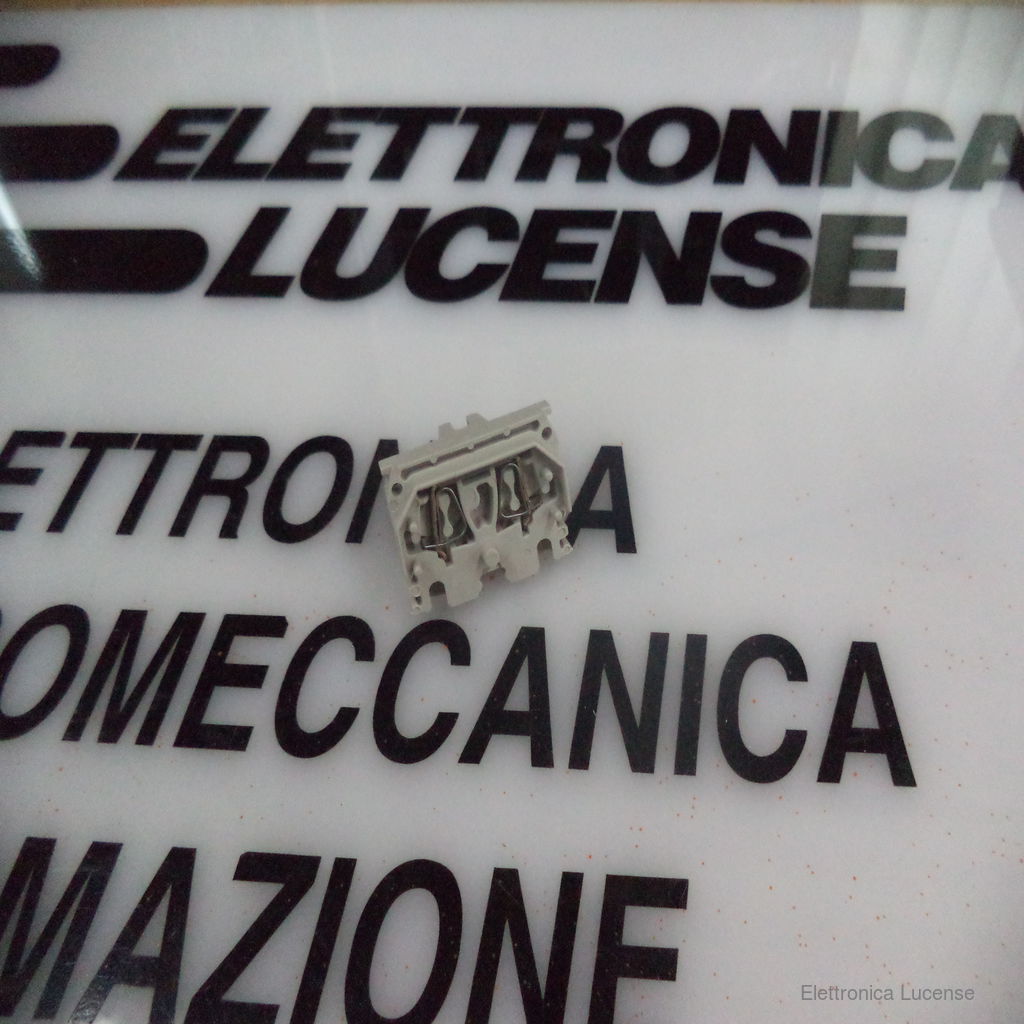 ELETTRONICA
LUCENSE
ETTRON A
OMECCANICA
MAZIONE
Elettronica Lucense